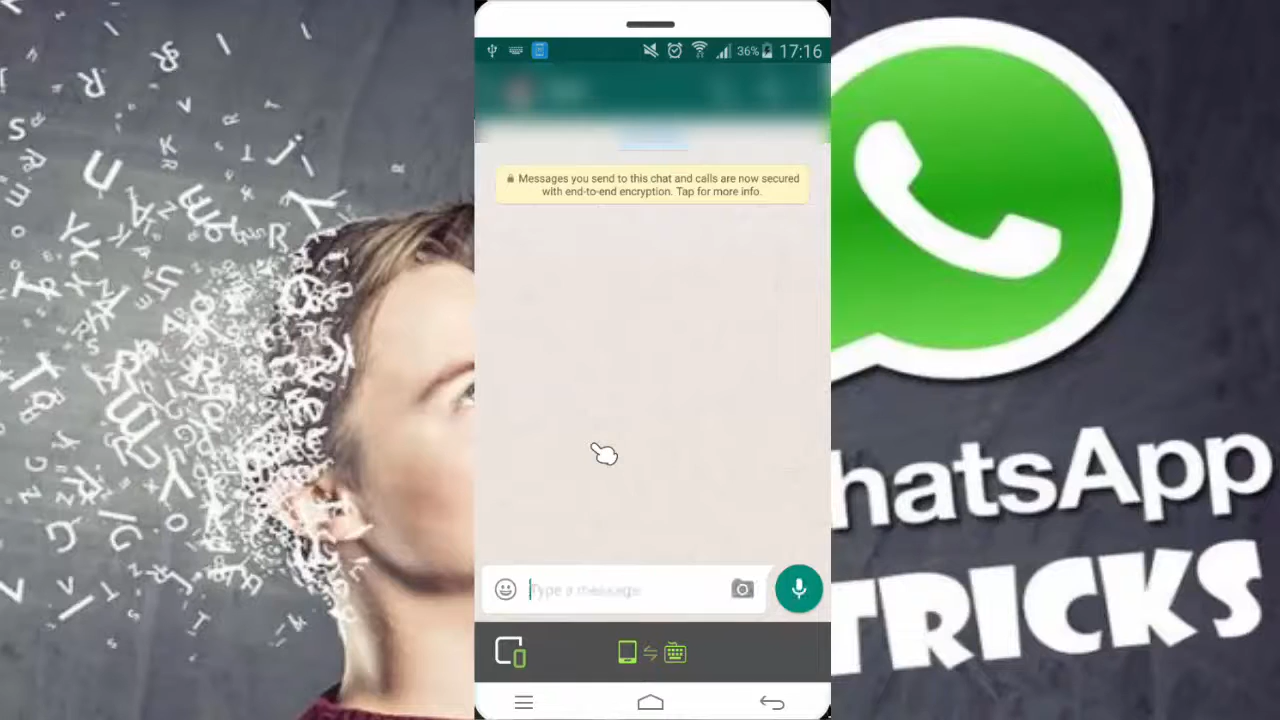 36% 17:16
Messages you send to this chat and calls are now secured
with end-to-end encryption. Tap for more info.
Type a message
hatsApp
TRICKS